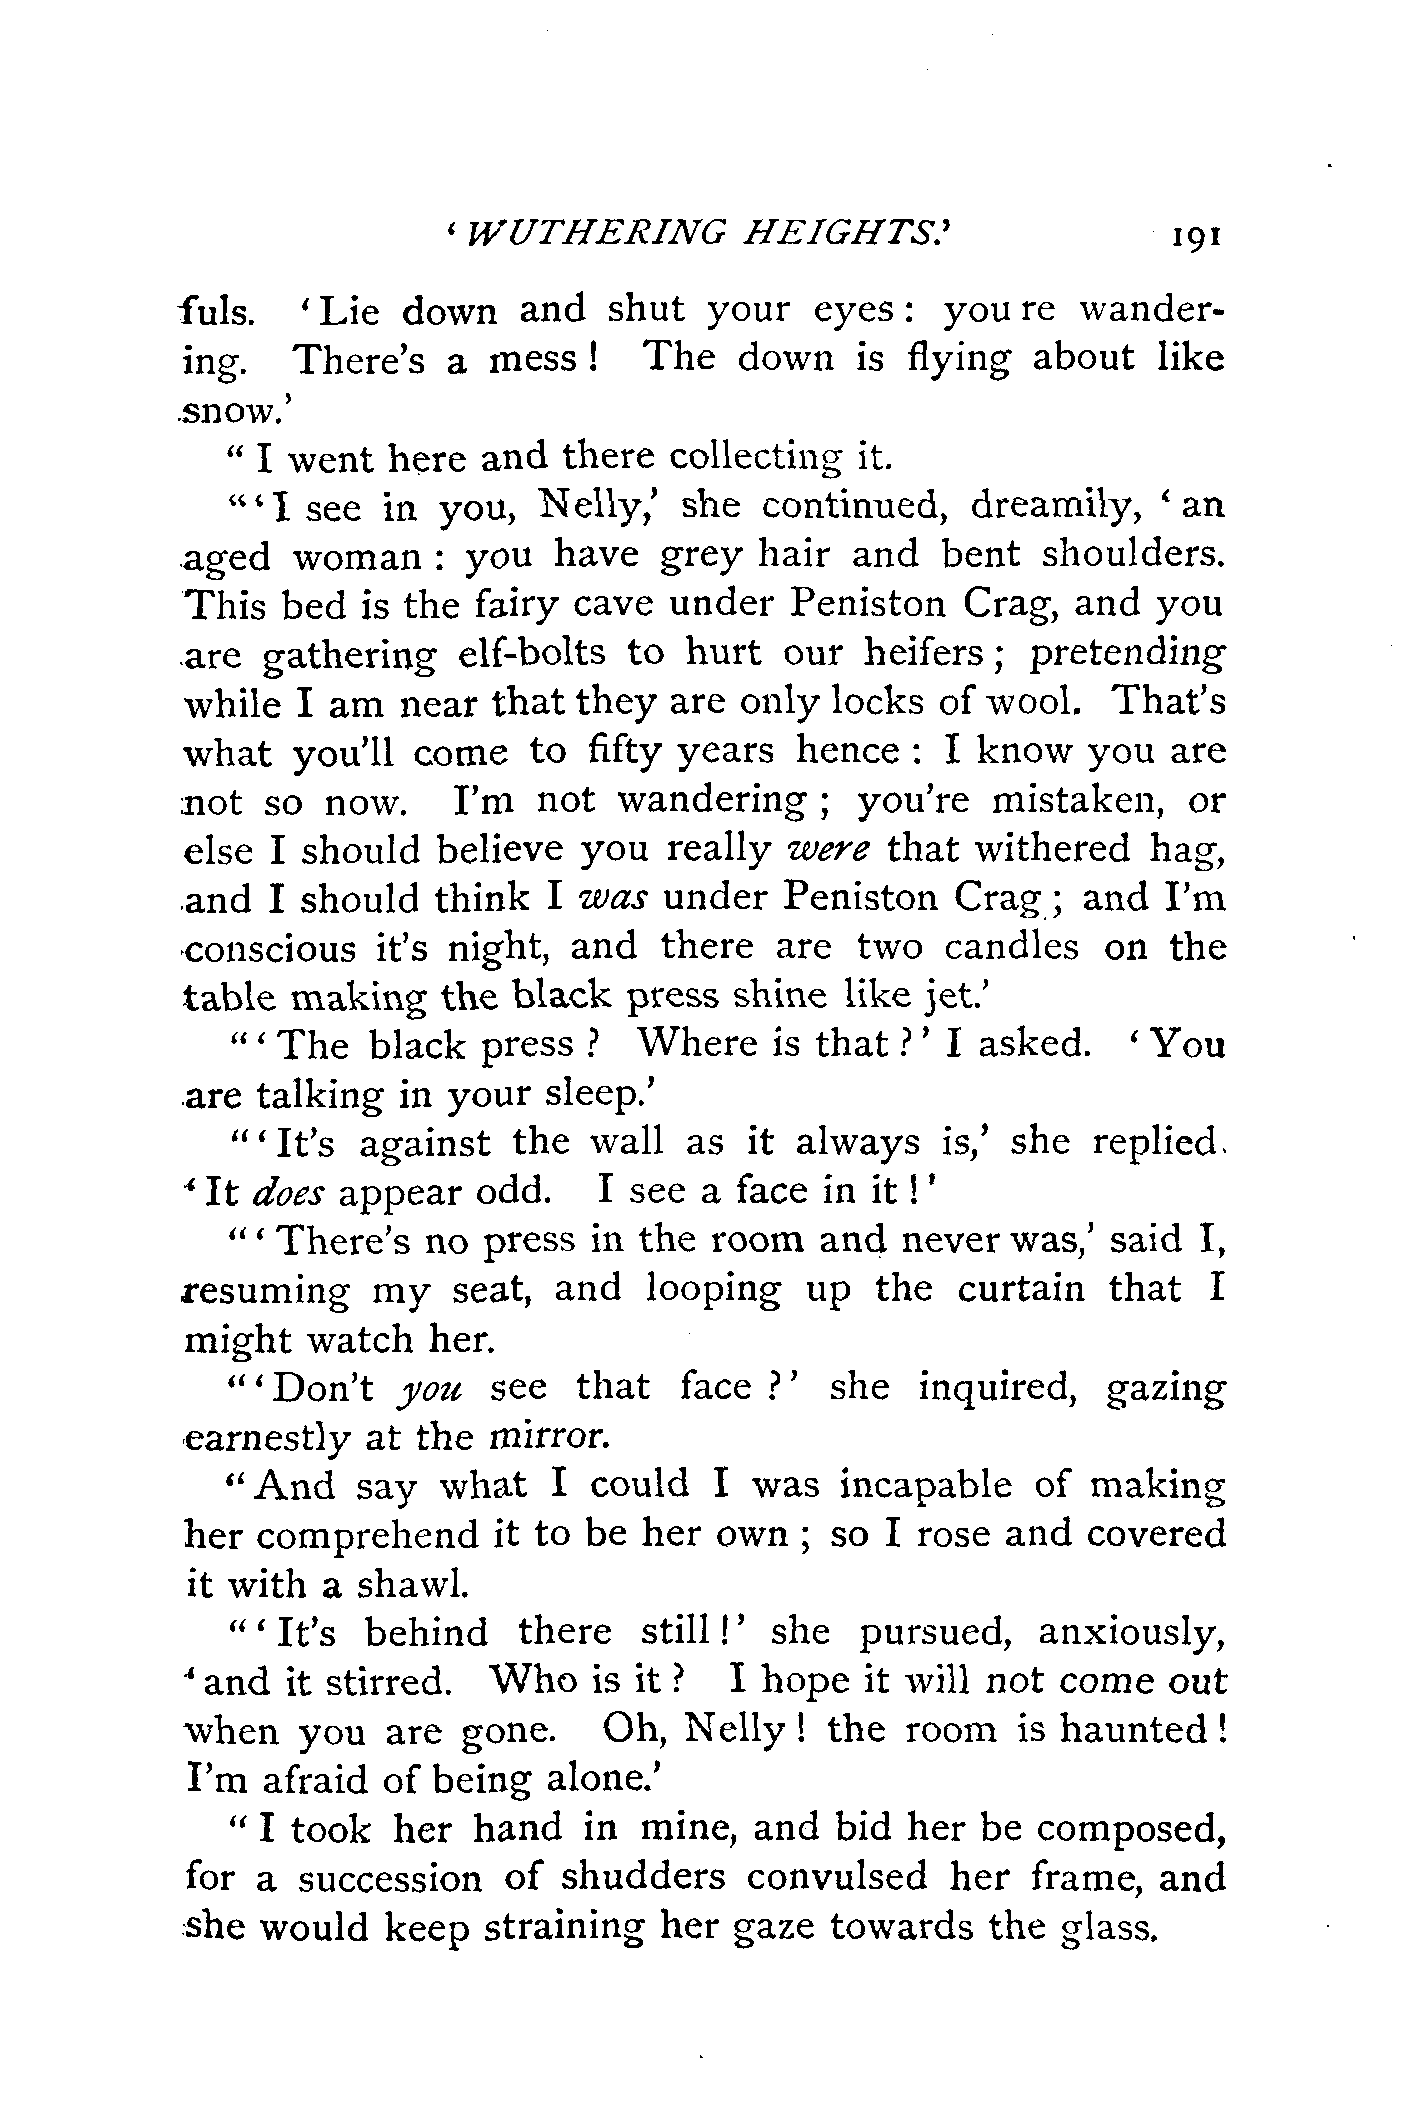 ‘WUTHERING HEIGHTS.’ 191
fuls. ‘Lie down and shut your eyes: you re wander-
ing. There’s a mess! The down is flying about like
snow.’
“I went here and there collecting it.
“‘I see in you, Nelly,’ she continued, dreamily, ‘an
aged woman: you have grey hair and bent shoulders.
This bed is the fairy cave under Peniston Crag, and you
are gathering elf-bolts to hurt our heifers; pretending
while I am near that they are only locks of wool. That’s
what you’ll come to fifty years hence: I know you are
not so now. I’m not wandering; you’re mistaken, or
else I should believe you really were that withered hag,
and I should think I was under Peniston Crag; and I’m
conscious it’s night, and there are two candles on the
table making the black press shine like jet.’
“‘The black press? Where is that?’ I asked. ‘You
are talking in your sleep.’
“‘It’s against the wall as it always is,’ she replied.
‘It does appear odd. I see a face in it!’
“‘There’s no press in the room and never was,’ said I,
resuming my seat, and looping up the curtain that I
might watch her.
“‘Don’t you see that face?’ she inquired, gazing
earnestly at the mirror.
“And say what I could I was incapable of making
her comprehend it to be her own; so I rose and covered
it with a shawl.
“‘It’s behind there still!’ she pursued, anxiously,
‘and it stirred. Who is it? I hope it will not come out
when you are gone. Oh, Nelly! the room is haunted!
I’m afraid of being alone.’
“I took her hand in mine, and bid her be composed,
for a succession of shudders convulsed her frame, and
she would keep straining her gaze towards the glass.